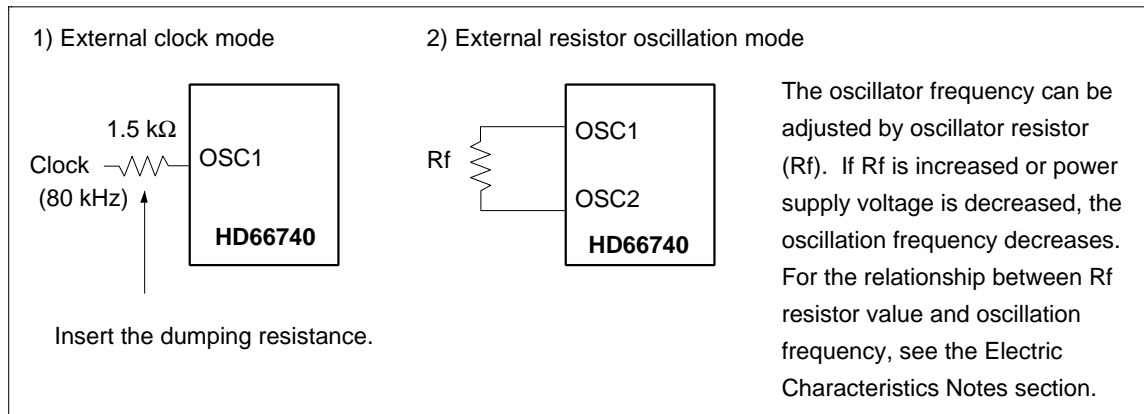 1) External clock mode
1.5 kΩ
Clock
(80 kHz)
OSC1
HD66740
Insert the dumping resistance.
2) External resistor oscillation mode
Rf
OSC1
OSC2
HD66740
The oscillator frequency can be
adjusted by oscillator resistor
(Rf).  If Rf is increased or power
supply voltage is decreased, the
oscillation frequency decreases.
For the relationship between Rf
resistor value and oscillation
frequency, see the Electric
Characteristics Notes section.